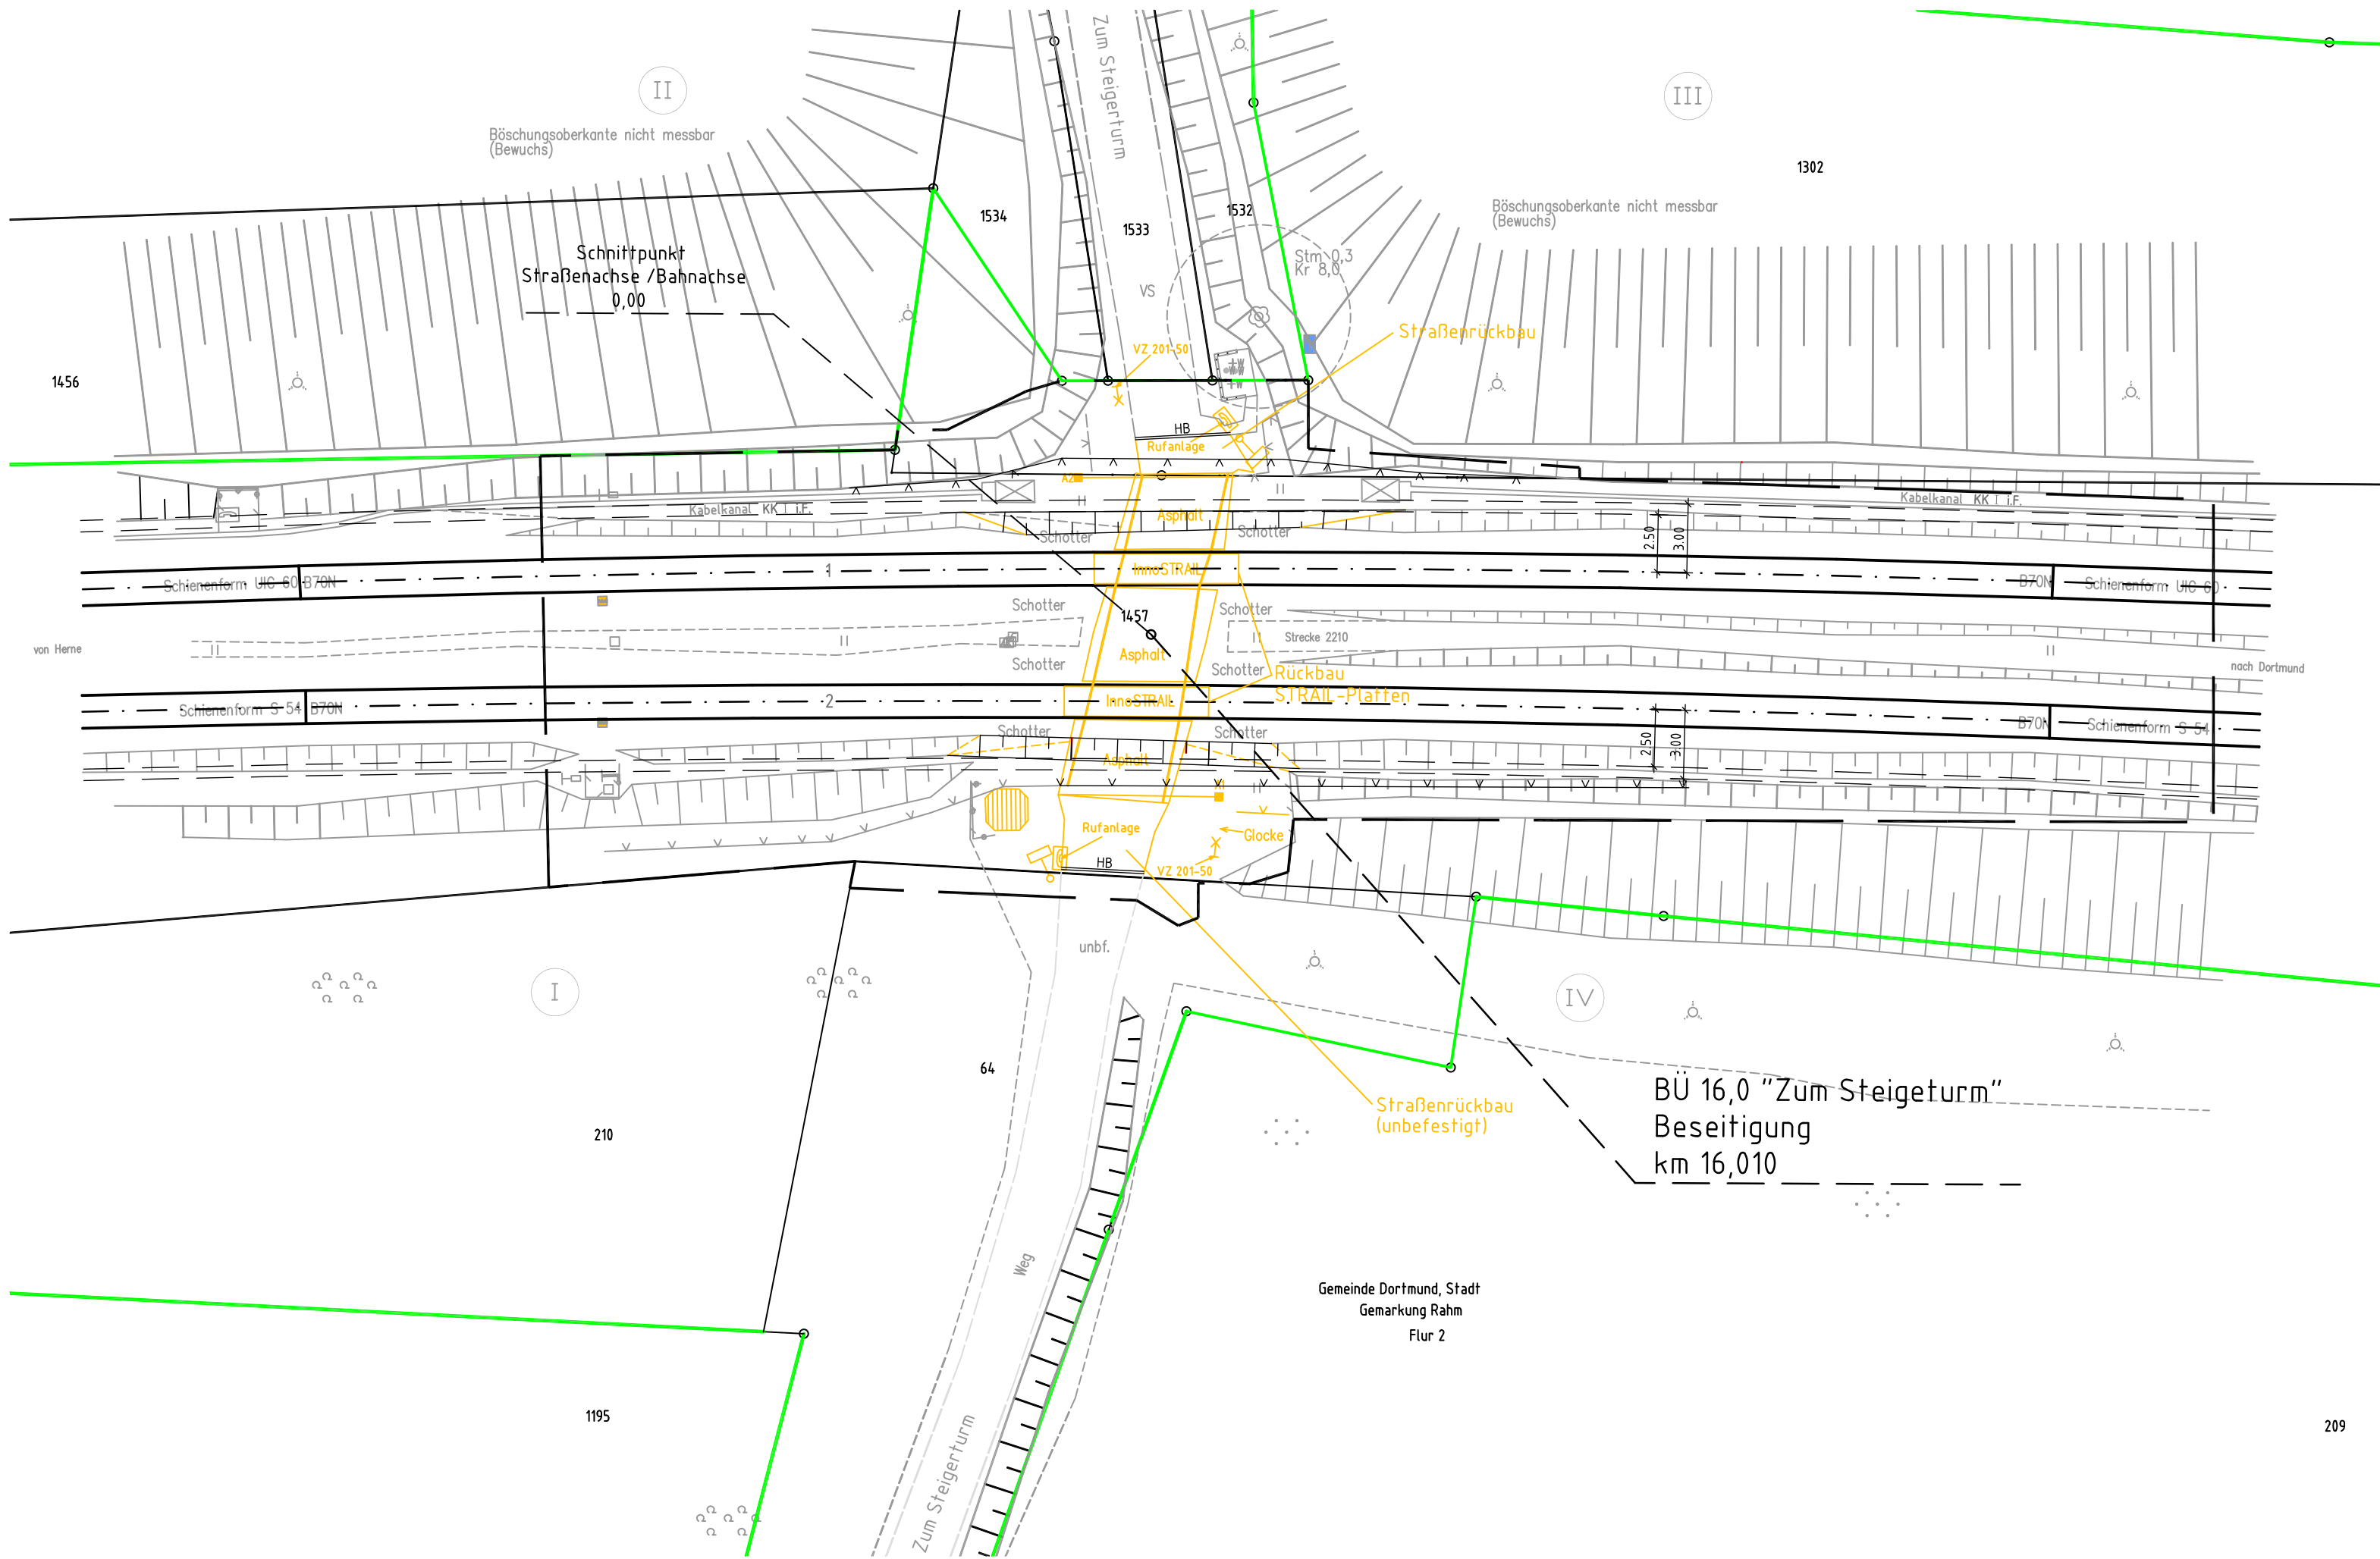 Zum Steigerturm
II
III
Böschungsoberkante nicht messbar
(Bewuchs)
1302
Böschungsoberkante nicht messbar
(Bewuchs)
1534
1533
1532
Schnittpunkt
Straßenachse /Bahnachse
0,00
Stm 0,3
Kr 8,0
VS
Straßenrückbau
VZ 201-50
1456
HB
Rufanlage
A2
Kabelkanal KK I i.F.
Kabelkanal KK I i.F.
Asphalt
Schotter
Schotter
2.50
3.00
Schienenform UIC 60 B70N
1
InnoSTRAIL
B70N
Schienenform UIC 60
Schotter
Schotter
1457
Strecke 2210
von Herne
Asphalt
Schotter
Schotter
nach Dortmund
Rückbau
STRAIL-Platten
Schienenform S 54 B70N
2
InnoSTRAIL
B70N
Schienenform S 54
Schotter
Schotter
2.50
3.00
Asphalt
Rufanlage
Glocke
HB
VZ 201-50
unbf.
I
IV
64
BÜ 16,0 "Zum Steigeturm"
Beseitigung
km 16,010
Straßenrückbau
(unbefestigt)
210
Weg
Gemeinde Dortmund, Stadt
Gemarkung Rahm
Flur 2
1195
209
Zum Steigerturm